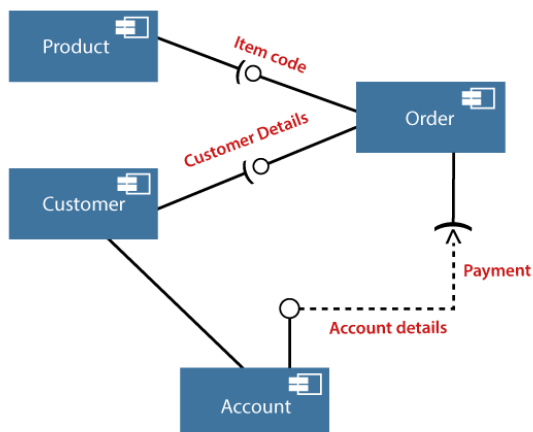 Product
Item code
Order
Customer Details
Customer
Payment
Account details
Account